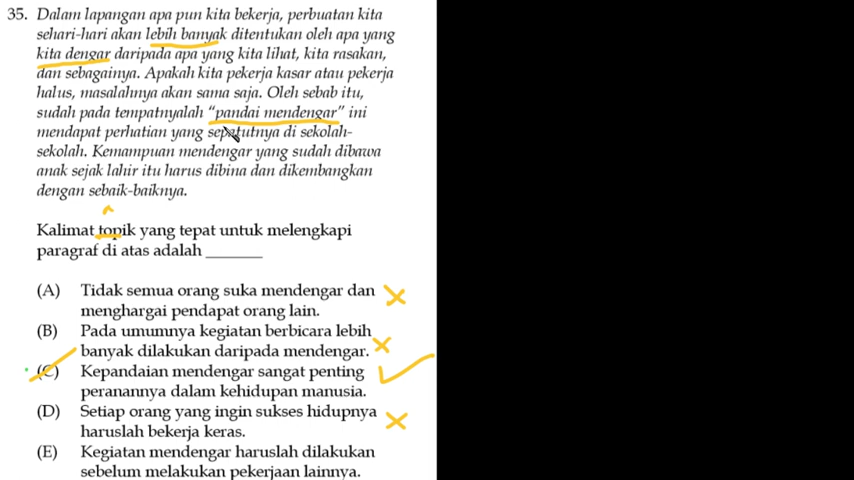 35. Dalam lapangan apa pun kita bekerja, perbuatan kita
sehari-hari akan lebih banyak ditentukan oleh apa yang
kita dengar daripada apa yang kita lihat, kita rasakan,
dan sebagainya. Apakah kita pekerja kasar atau pekerja
halus, masalahnya akan sama saja. Oleh sebab itu,
sudah pada tempatnyalah “pandai mendengar” ini
mendapat perhatian yang sepatutnya di sekolah-
sekolah. Kemampuan mendengar yang sudah dibawa
anak sejak lahir itu harus dibina dan dikembangkan
dengan sebaik-baiknya.
Kalimat topik yang tepat untuk melengkapi
paragraf di atas adalah ______
(A) Tidak semua orang suka mendengar dan
menghargai pendapat orang lain.
(B) Pada umumnya kegiatan berbicara lebih
banyak dilakukan daripada mendengar.
(C) Kepandaian mendengar sangat penting
peranannya dalam kehidupan manusia.
(D) Setiap orang yang ingin sukses hidupnya
haruslah bekerja keras.
(E) Kegiatan mendengar haruslah dilakukan
sebelum melakukan pekerjaan lainnya.